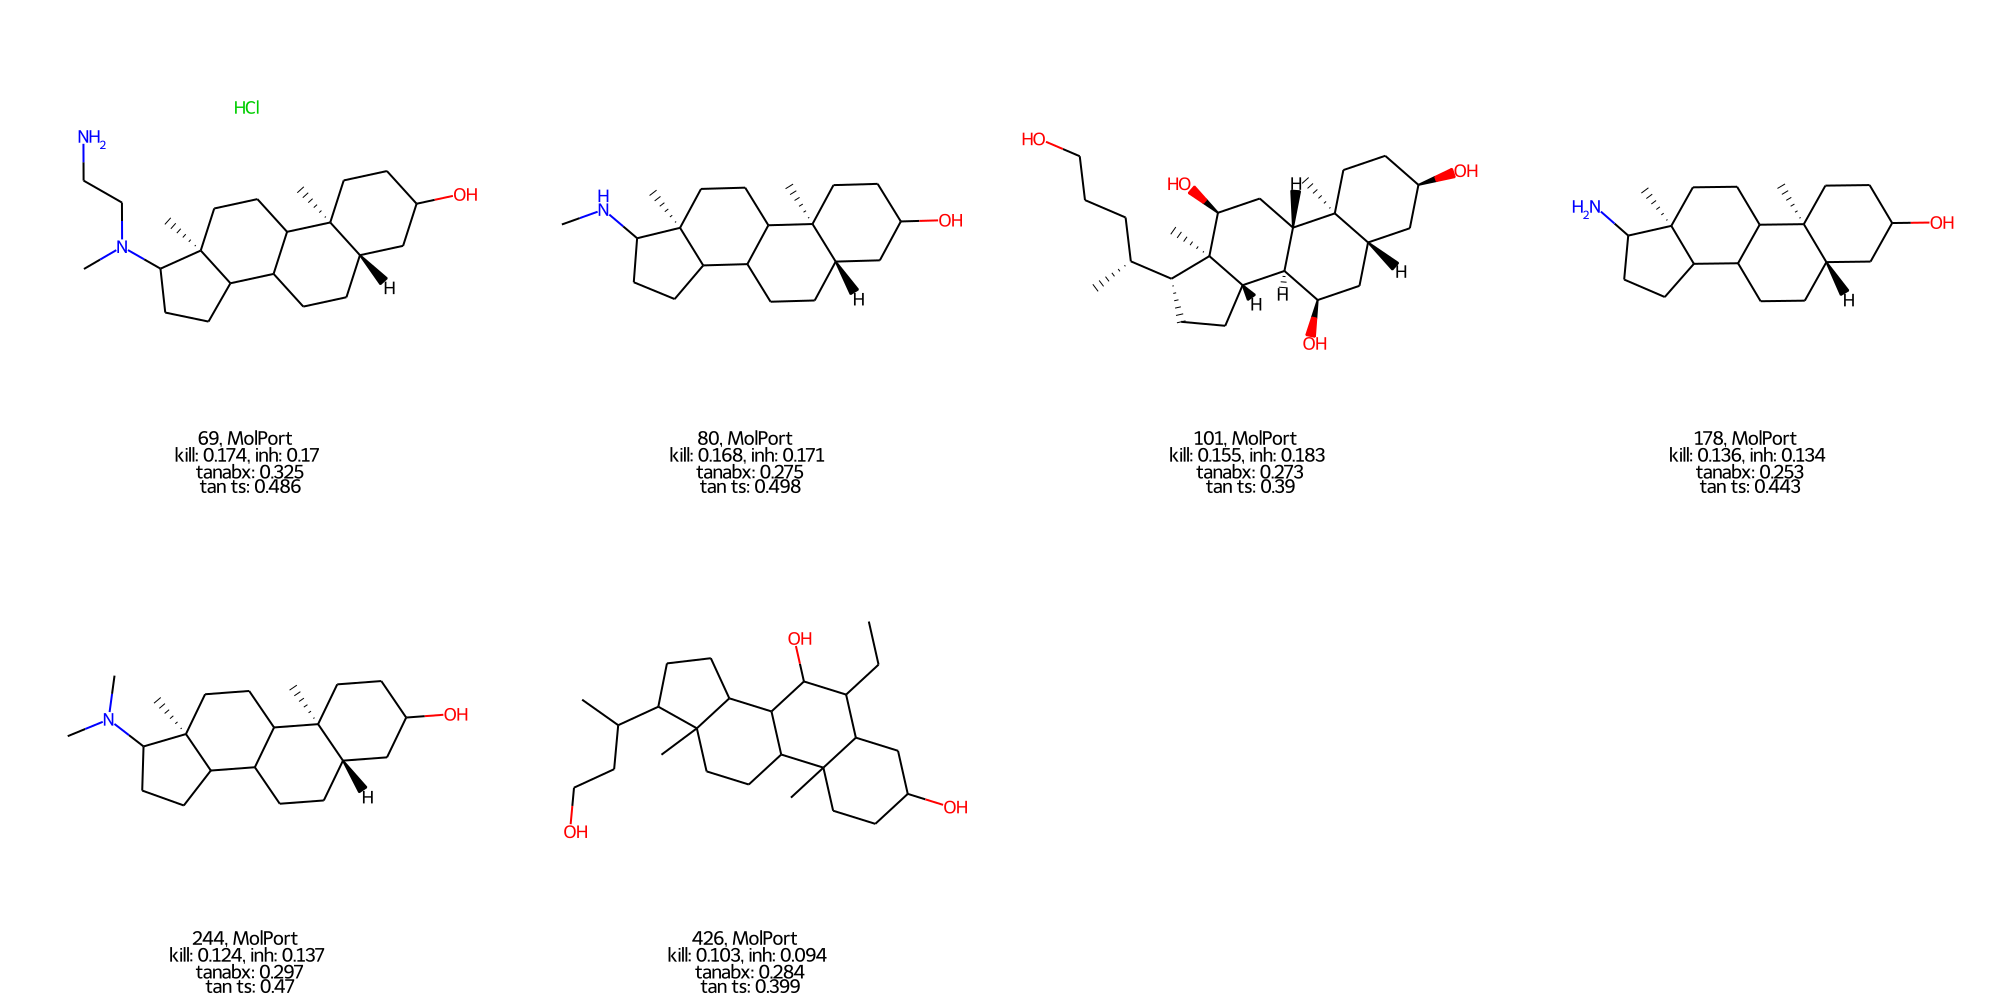 HCl
NH2
N
OH
H
69, MolPort
kill: 0.174, inh: 0.17
tanabx: 0.325
tan ts: 0.486
H
N
OH
H
80, MolPort
kill: 0.168, inh: 0.171
tanabx: 0.275
tan ts: 0.498
HO
HO
H
OH
H
H
H
OH
101, MolPort
kill: 0.155, inh: 0.183
tanabx: 0.273
tan ts: 0.39
H2N
OH
H
178, MolPort
kill: 0.136, inh: 0.134
tanabx: 0.253
tan ts: 0.443
N
OH
H
244, MolPort
kill: 0.124, inh: 0.137
tanabx: 0.297
tan ts: 0.47
OH
OH
OH
426, MolPort
kill: 0.103, inh: 0.094
tanabx: 0.284
tan ts: 0.399